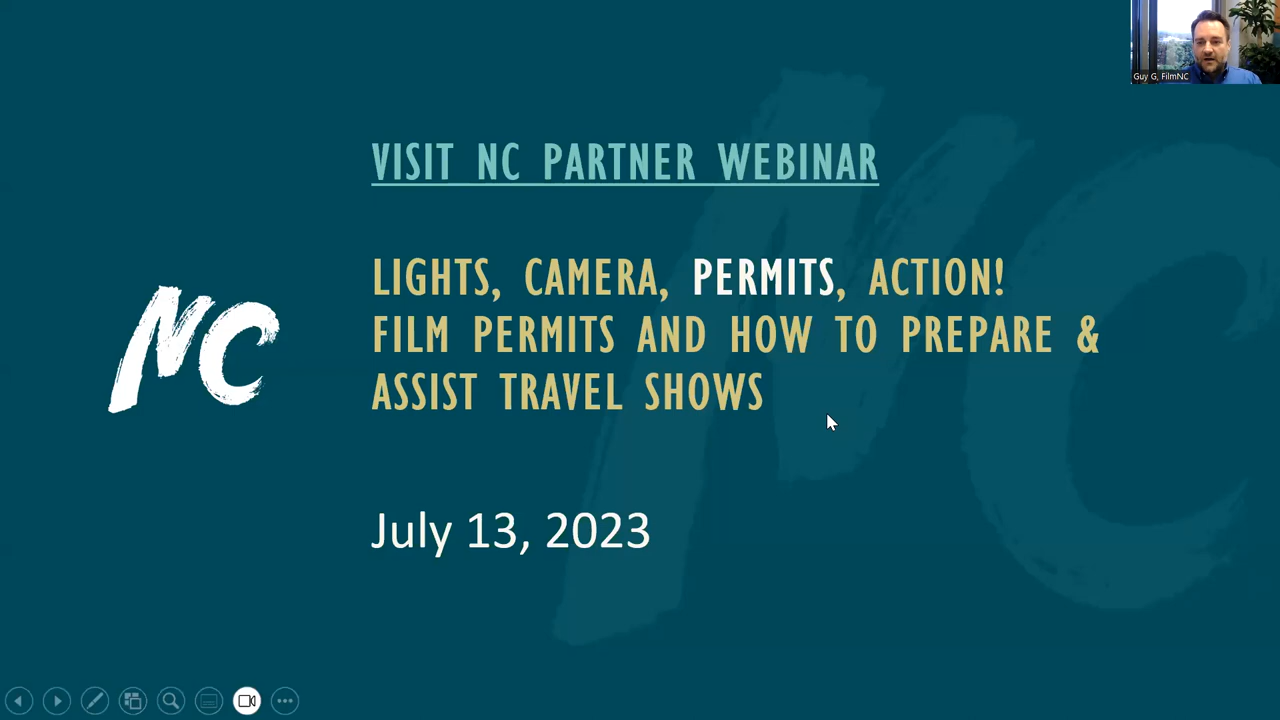 Guy G, FilmNC
VISIT NC PARTNER WEBINAR
LIGHTS, CAMERA, PERMITS, ACTION!
FILM PERMITS AND HOW TO PREPARE &
ASSIST TRAVEL SHOWS
NC
July 13, 2023